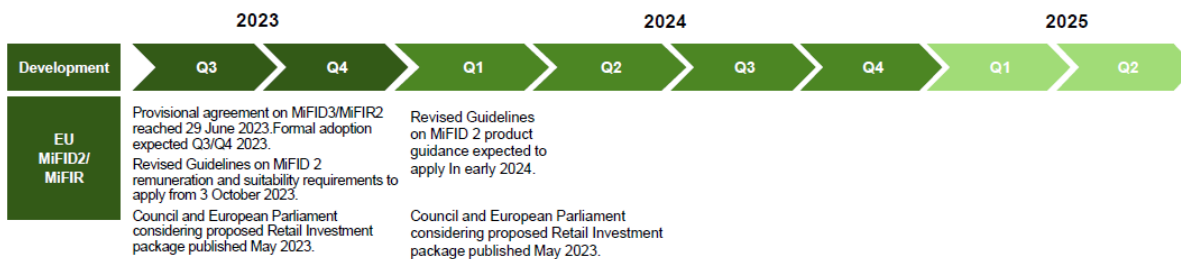 2023 2024 2025
Development Q3 Q4 Q1 Q2 Q3 Q4 Q1 Q2
EU
MiFID2/
MiFIR
Provisional agreement on MiFID3/MiFIR2
reached 29 June 2023.Formal adoption
expected Q3/Q4 2023.
Revised Guidelines on MiFID 2
remuneration and suitability requirements to
apply from 3 October 2023.
Council and European Parliament
considering proposed Retail Investment
package published May 2023.
Revised Guidelines
on MiFID 2 product
guidance expected to
apply In early 2024.
Council and European Parliament
considering proposed Retail Investment
package published May 2023.